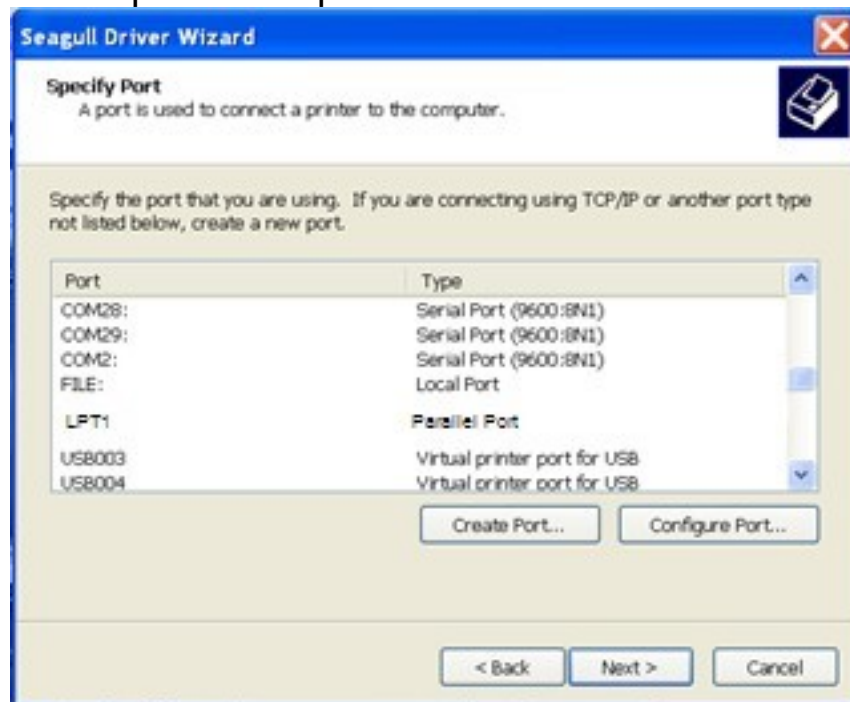 Seagull Driver Wizard
Specify Port
A port is used to connect a printer to the computer.
Specify the port that you are using. If you are connecting using TCP/IP or another port type
not listed below, create a new port.
Port Type
COM28: Serial Port (9600:8N1)
COM29: Serial Port (9600:8N1)
COM2: Serial Port (9600:8N1)
FILE: Local Port
LPT1 Parallel Port
USB003 Virtual printer port for USB
USB004 Virtual printer port for USB
Create Port... Configure Port...
< Back Next > Cancel